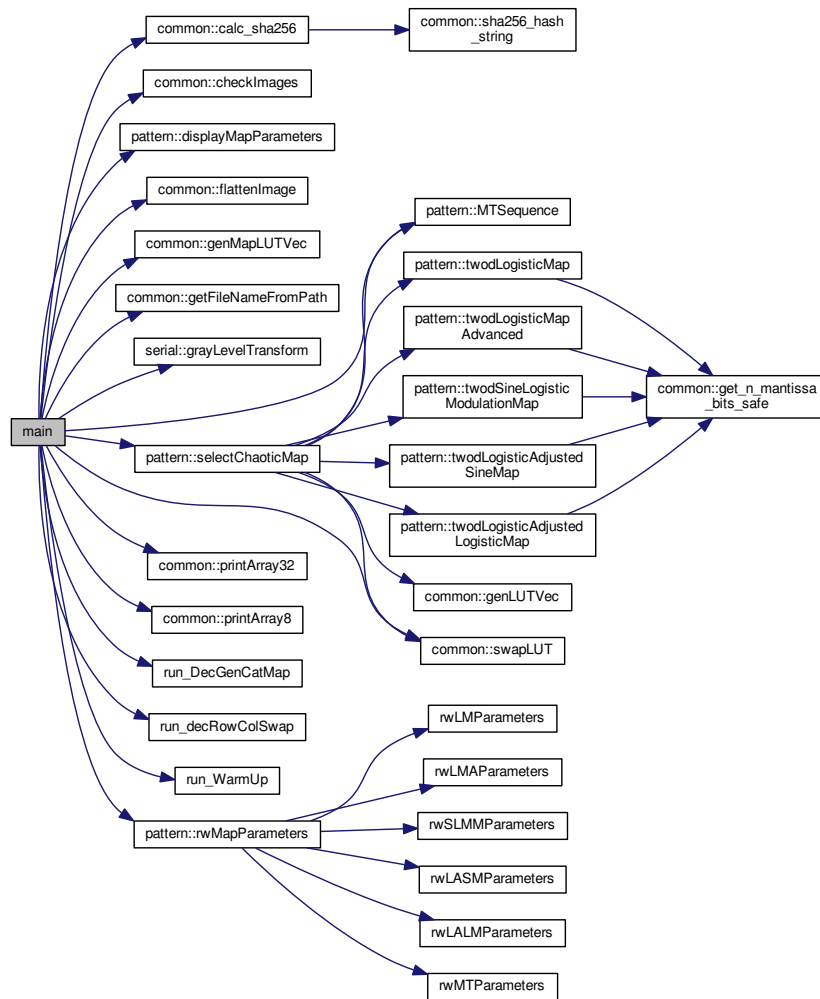 main
common::calc_sha256
common::checkImages
pattern::displayMapParameters
common::flattenImage
common::genMapLUTVec
common::getFileNameFromPath
serial::grayLevelTransform
pattern::selectChaoticMap
common::printArray32
common::printArray8
run_DecGenCatMap
run_decRowColSwap
run_WarmUp
pattern::rwMapParameters
common::sha256_hash
_string
pattern::MTSequence
pattern::twodLogisticMap
pattern::twodLogisticMap
Advanced
pattern::twodSineLogistic
ModulationMap
pattern::twodLogisticAdjusted
SineMap
pattern::twodLogisticAdjusted
LogisticMap
common::genLUTVec
common::swapLUT
rwLMParameters
rwLMAParameters
rwSLMMParameters
rwLASMParameters
rwLALMParameters
rwMTParameters
common::get_n_mantissa
_bits_safe